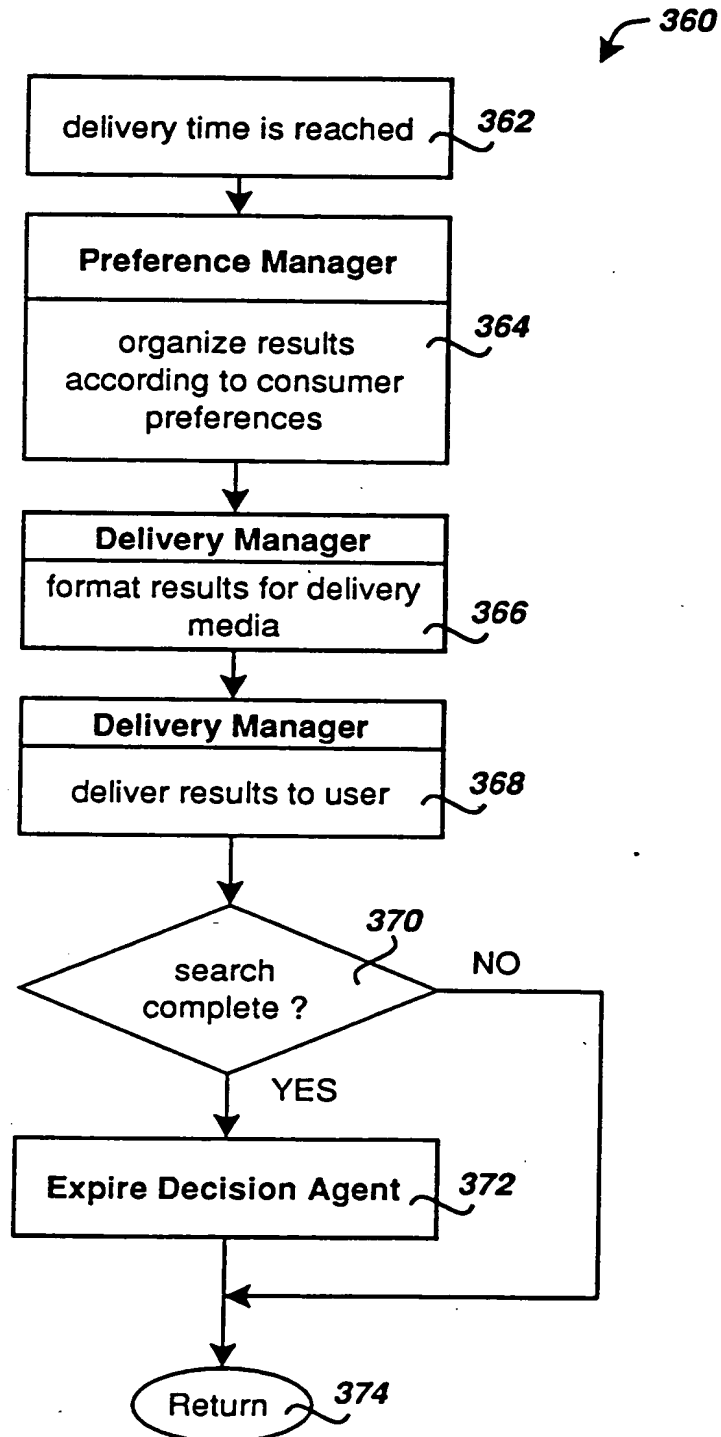 360
delivery time is reached
362
Preference Manager
organize results
according to consumer
preferences
364
Delivery Manager
format results for delivery
media
366
Delivery Manager
deliver results to user
368
370
search
complete ?
NO
YES
Expire Decision Agent
372
Return
374